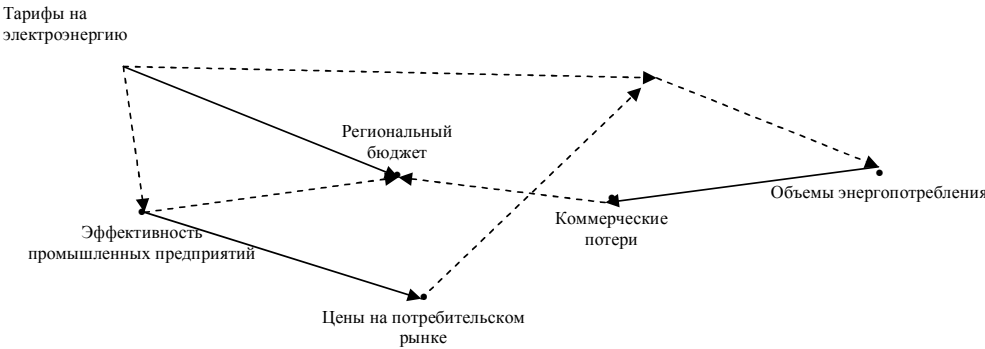 Тарифы на
электроэнергию
Региональный
бюджет
Объемы энергопотребления
Коммерческие
потери
Эффективность
промышленных предприятий
Цены на потребительском
рынке